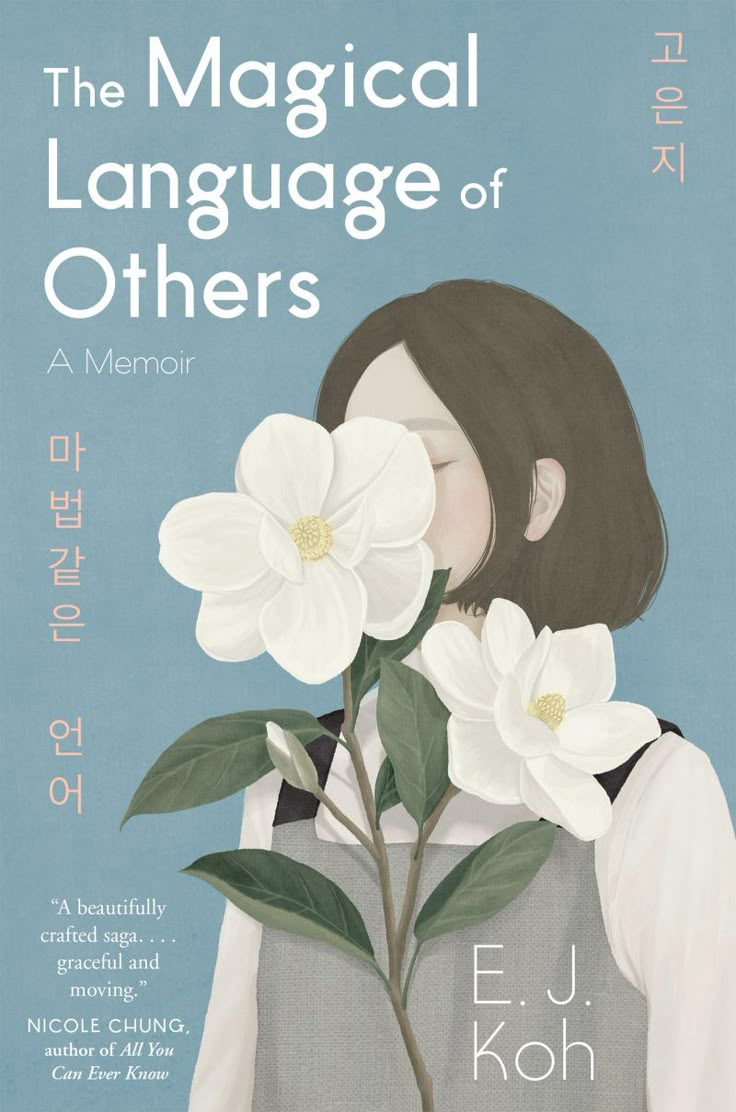 The Magical
Language of
Others
A Memoir
고은지
마법같은 언어
“A beautifully
crafted saga. . . .
graceful and
moving.”
NICOLE CHUNG,
author of All You
Can Ever Know
E. J.
Koh